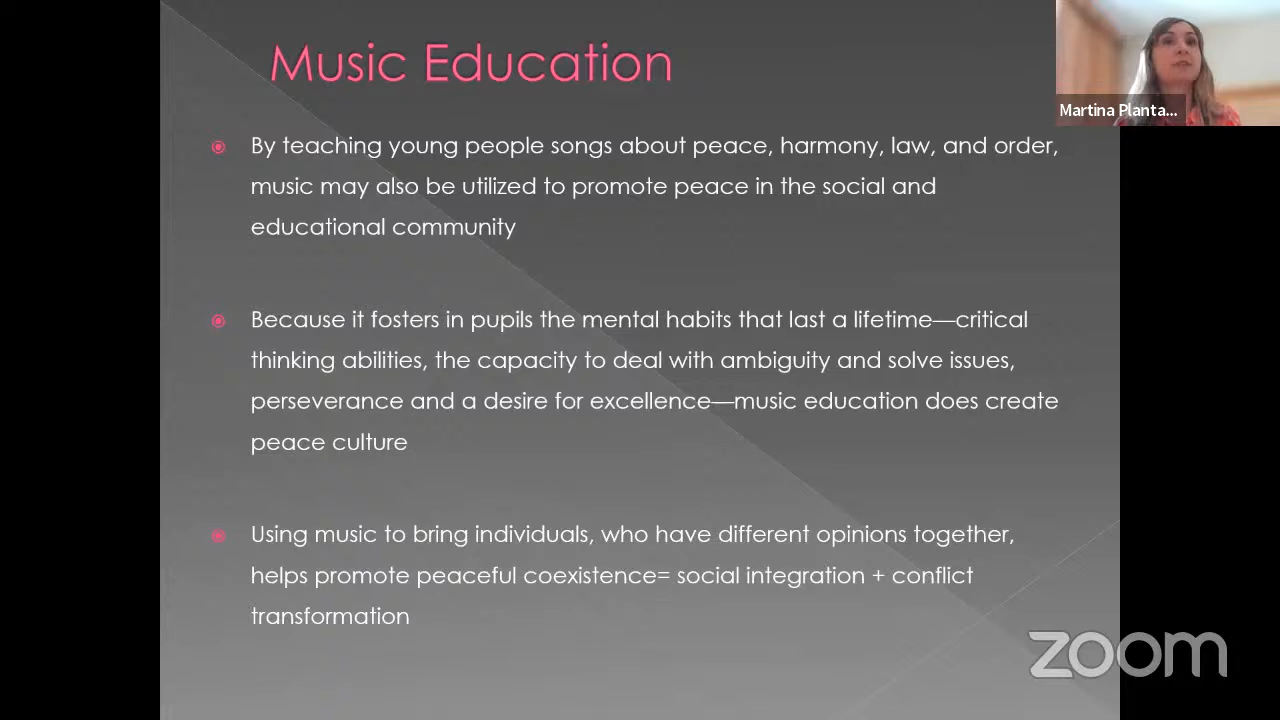 Music Education
Martina Planta...
By teaching young people songs about peace, harmony, law, and order,
music may also be utilized to promote peace in the social and
educational community
Because it fosters in pupils the mental habits that last a lifetime—critical
thinking abilities, the capacity to deal with ambiguity and solve issues,
perseverance and a desire for excellence—music education does create
peace culture
Using music to bring individuals, who have different opinions together,
helps promote peaceful coexistence= social integration + conflict
transformation
zoom